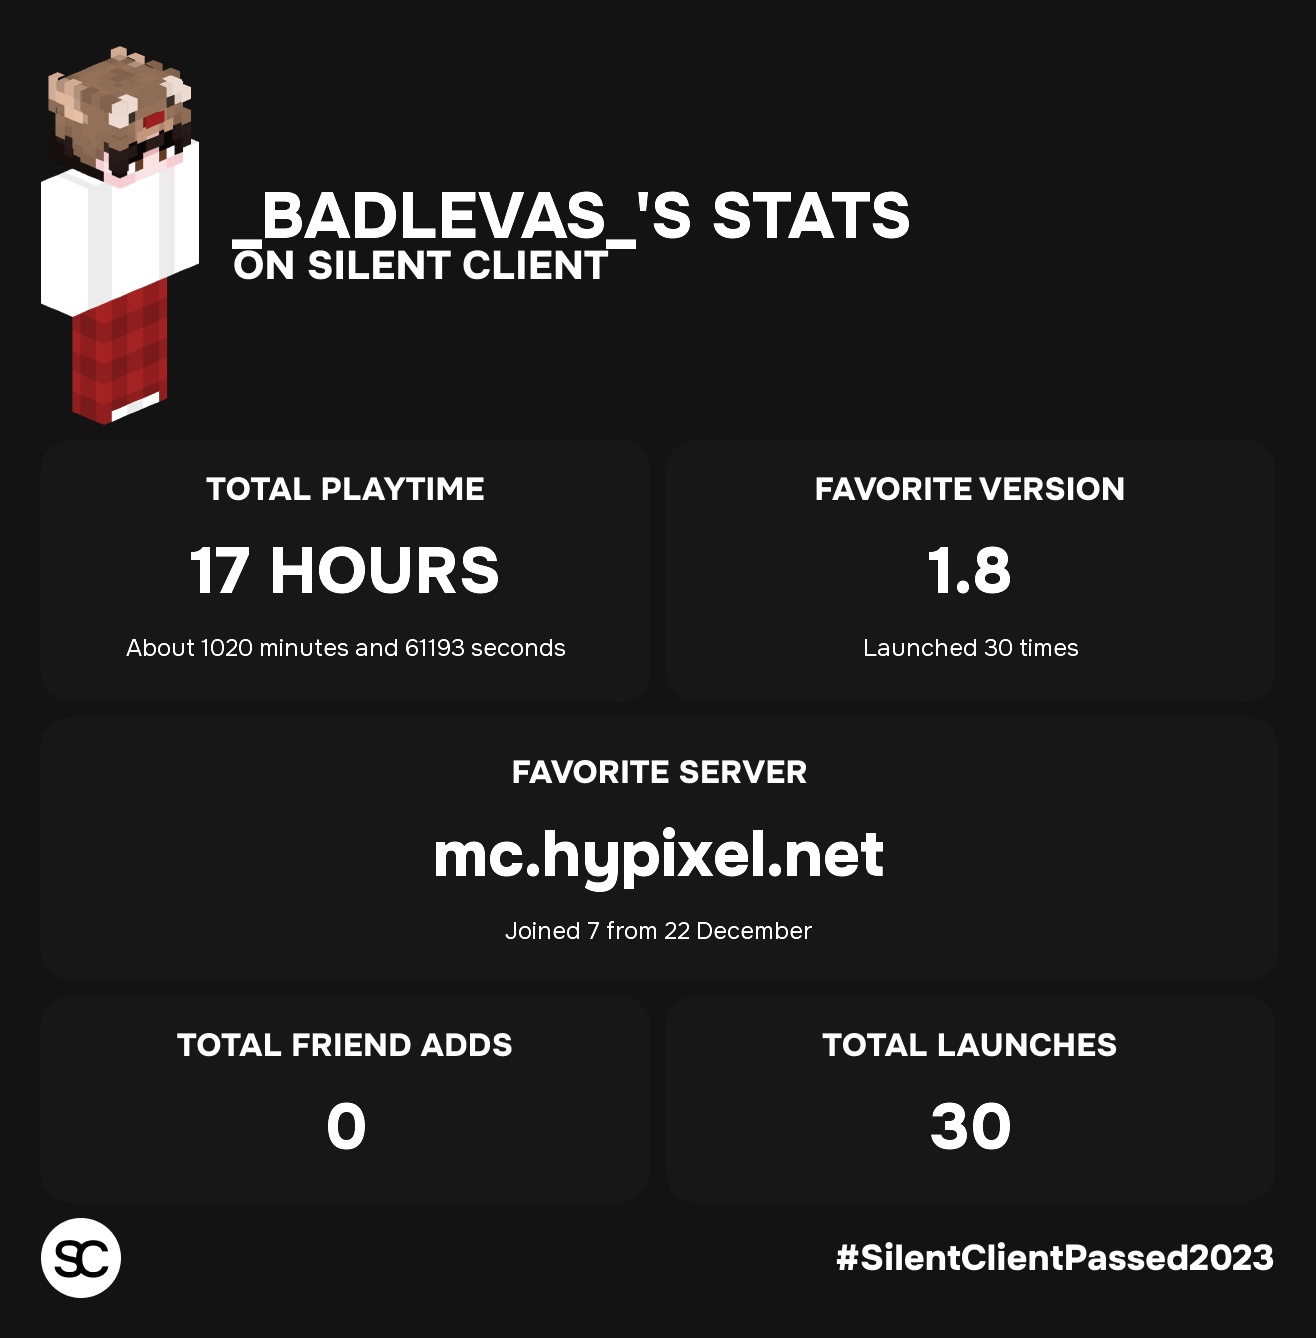 _BADLEVAS_'S STATS
ON SILENT CLIENT
TOTAL PLAYTIME
17 HOURS
About 1020 minutes and 61193 seconds
FAVORITE VERSION
1.8
Launched 30 times
FAVORITE SERVER
mc.hypixel.net
Joined 7 from 22 December
TOTAL FRIEND ADDS
0
TOTAL LAUNCHES
30
SC
#SilentClientPassed2023